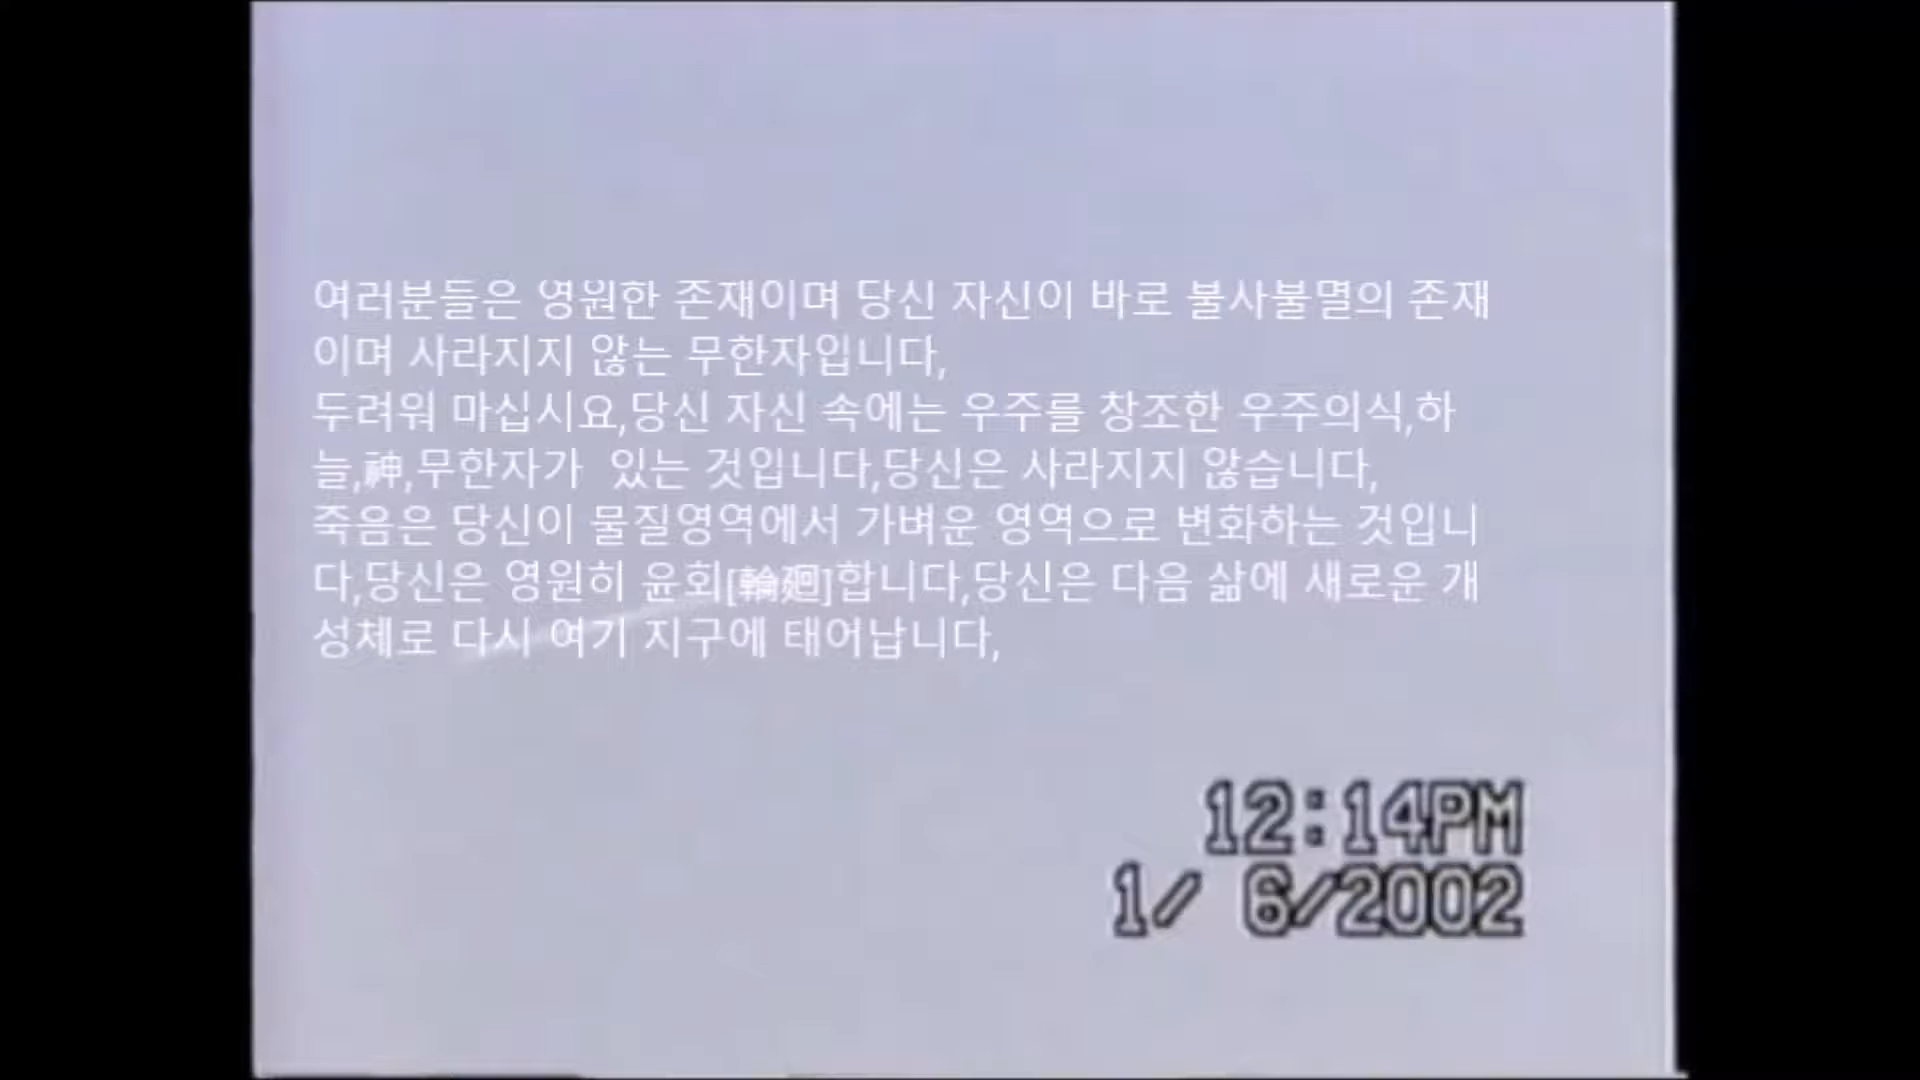 여러분들은 영원한 존재이며 당신 자신이 바로 불사불멸의 존재
이며 사라지지 않는 무한자입니다,
두려워 마십시요,당신 자신 속에는 우주를 창조한 우주의식,하
늘,神,무한자가  있는 것입니다,당신은 사라지지 않습니다,
죽음은 당신이 물질영역에서 가벼운 영역으로 변화하는 것입니
다,당신은 영원히 윤회[輪廻]합니다,당신은 다음 삶에 새로운 개
성체로 다시 여기 지구에 태어납니다,
12:14PM
1/ 6/2002